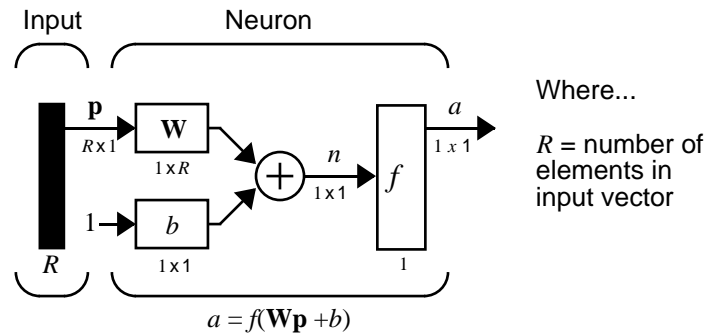 Input Neuron
p a
W n f
R x 1 1 x R 1 x 1 1 x 1
1 b
R 1 x 1 1
a = f(Wp +b)
Where...
R = number of
elements in
input vector